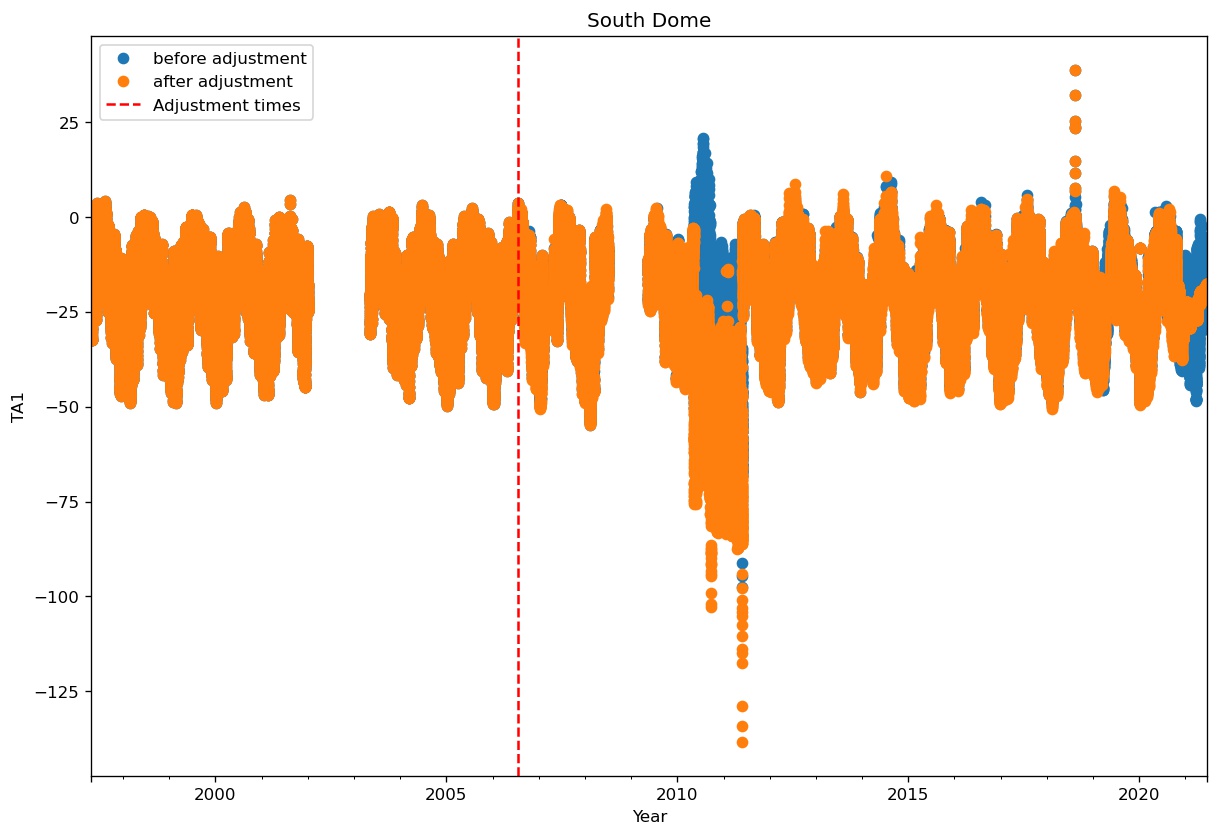 South Dome
before adjustment
after adjustment
Adjustment times
TA1
25
0
−25
−50
−75
−100
−125
2000
2005
2010
2015
2020
Year